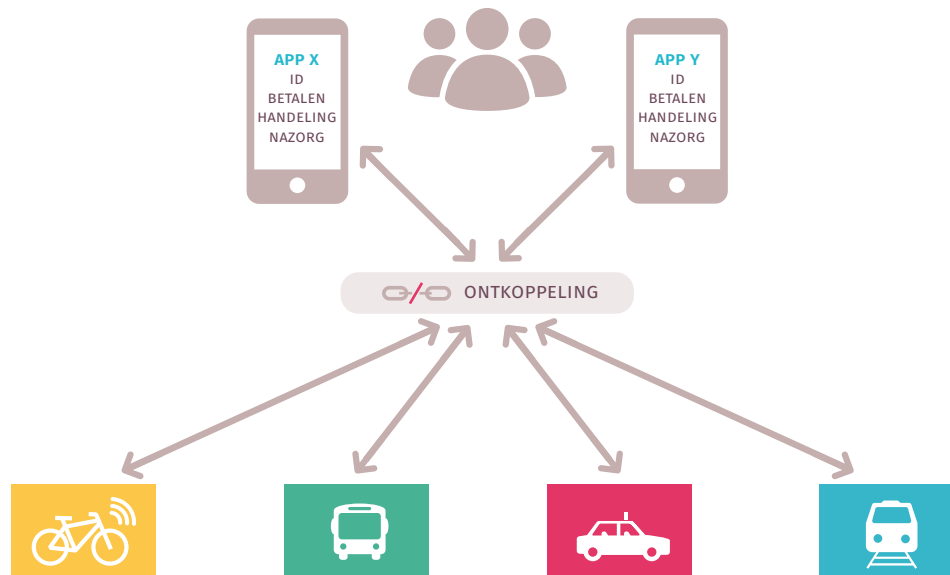 APP X
ID
BETALEN
HANDELING
NAZORG
APP Y
ID
BETALEN
HANDELING
NAZORG
ONTKOPPELING